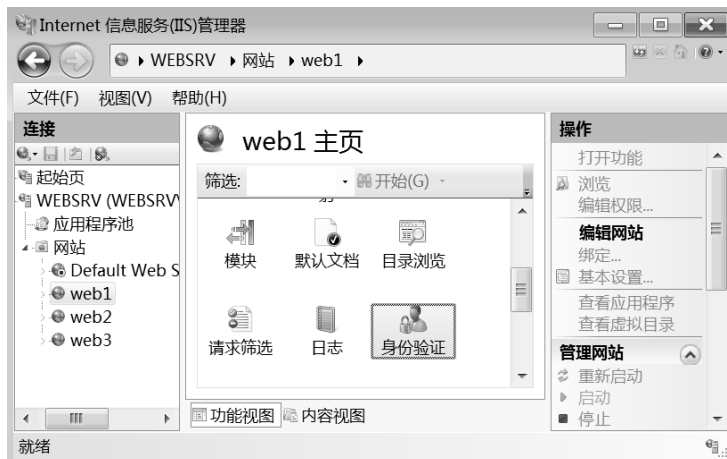 Internet 信息服务(IIS)管理器
WEBSRV 网站 web1
文件(F) 视图(V) 帮助(H)
连接
起始页
WEBSRV (WEBSRV
应用程序池
网站
Default Web S
web1
web2
web3
web1 主页
筛选: 开始(G)
模块 默认文档 目录浏览
请求筛选 日志 身份验证
功能视图 内容视图
操作
打开功能
浏览
编辑权限...
编辑网站
绑定...
基本设置...
查看应用程序
查看虚拟目录
管理网站
重新启动
启动
停止
就绪